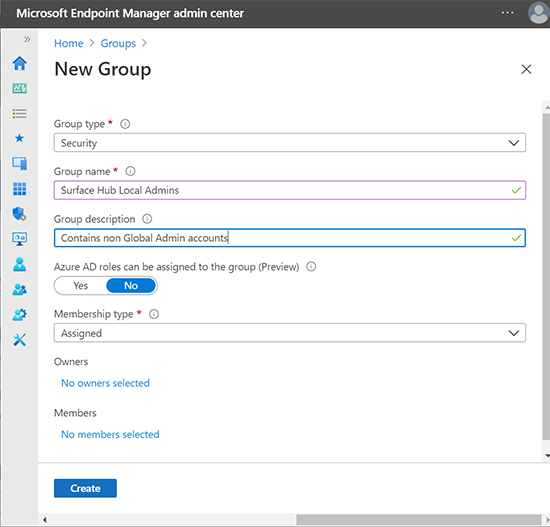 Microsoft Endpoint Manager admin center
Home > Groups >
New Group
Group type *
Security
Group name *
Surface Hub Local Admins
Group description
Contains non Global Admin accounts
Azure AD roles can be assigned to the group (Preview)
Yes No
Membership type *
Assigned
Owners
No owners selected
Members
No members selected
Create